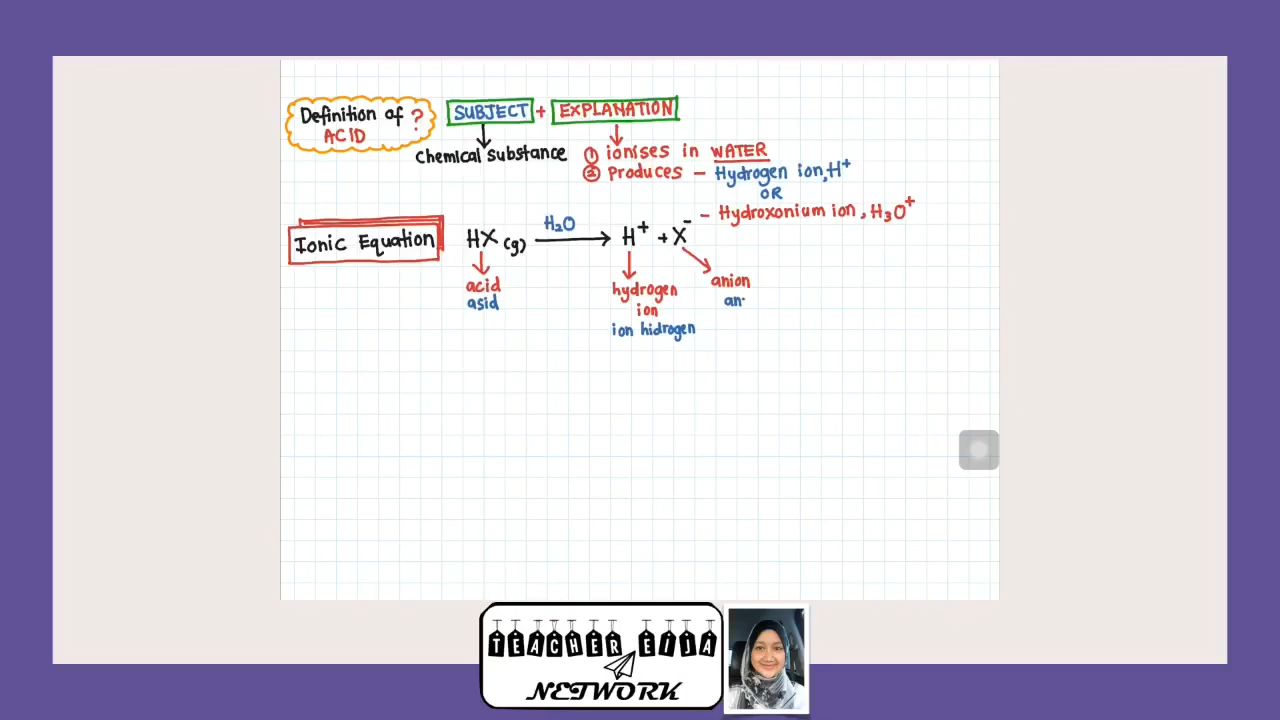 Definition of ?
ACID
SUBJECT + EXPLANATION
Chemical substance
① ionises in WATER
② Produces - Hydrogen ion, H⁺
OR
- Hydroxonium ion, H₃O⁺
Ionic Equation
HX (g) H₂O → H⁺ + X⁻
acid
asid
hydrogen
ion
ion hidrogen
anion
an
TEACHER EIJA
NETWORK